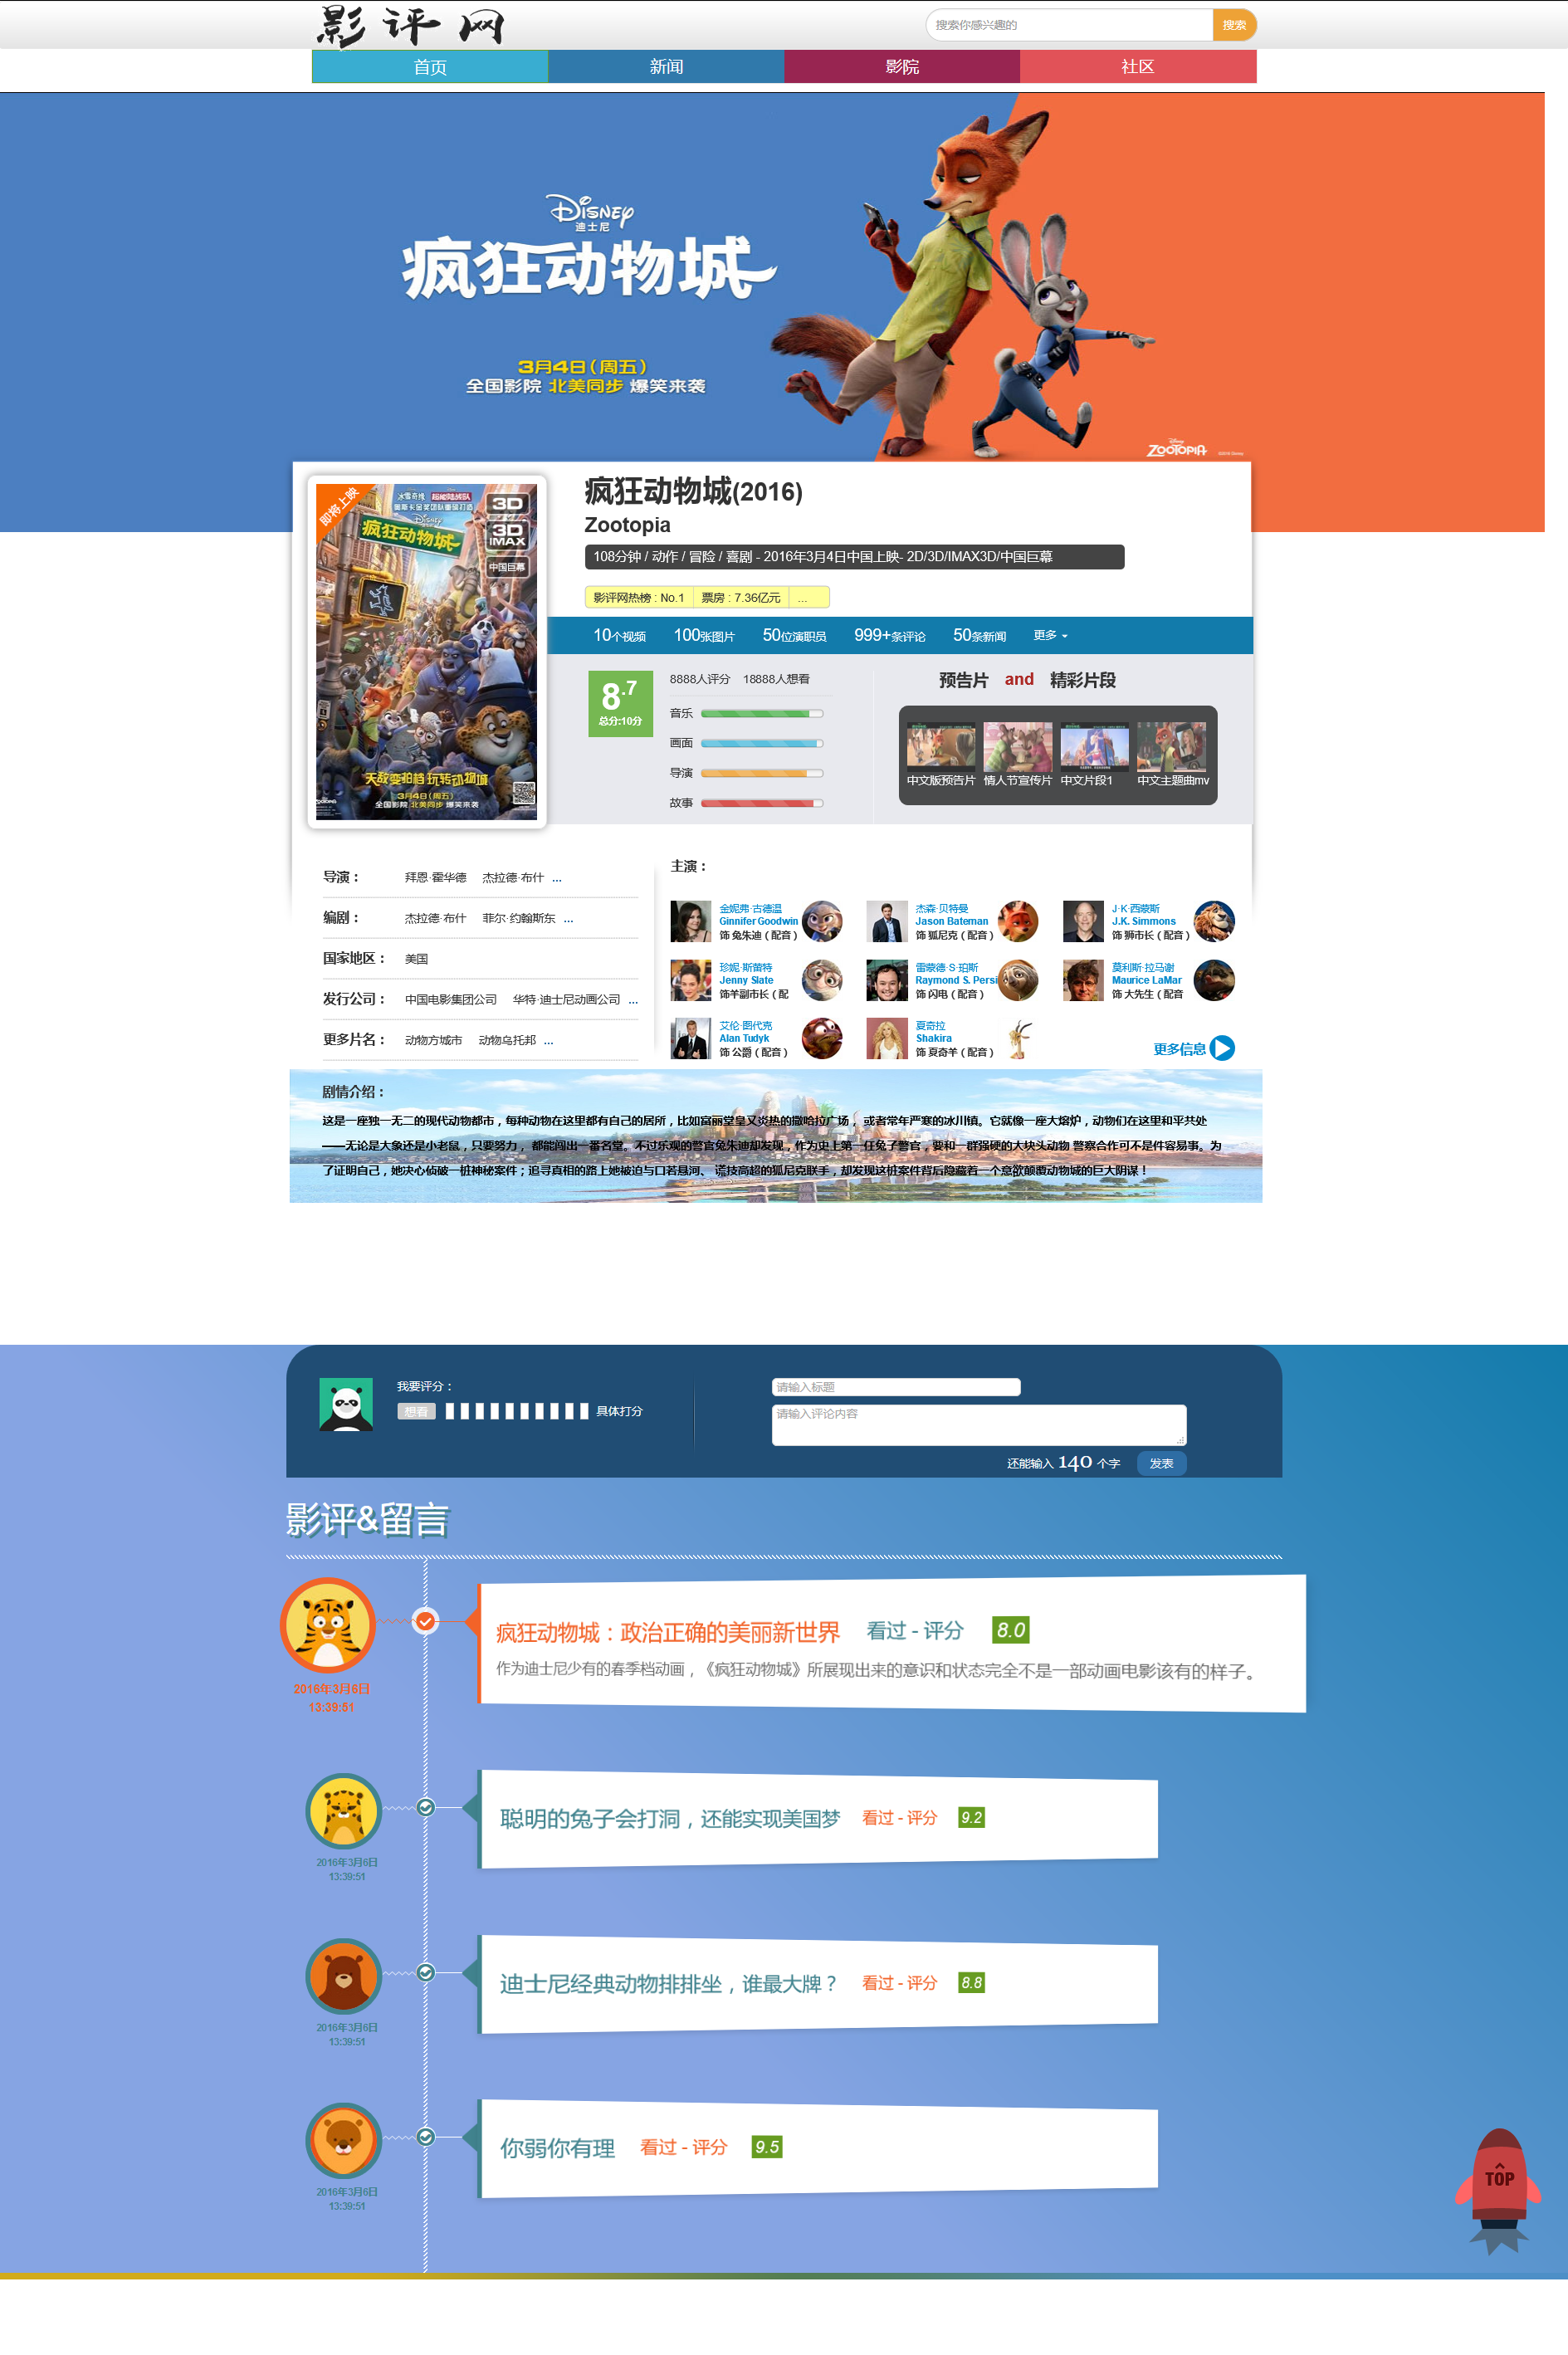 影评网
搜索你感兴趣的
搜索
首页
新闻
影院
社区
Disney
迪士尼
疯狂动物城
3月4日(周五)
全国影院 北美同步 爆笑来袭
Disney
ZOOTOPIA
©2016 Disney
即将上映
冰雪奇缘 超能陆战队
奥斯卡金奖团队重磅打造
Disney
疯狂动物城
3D
3D
IMAX
中国巨幕
天敌变拍档 玩转动物城
3月4日(周五)
全国影院 北美同步 爆笑来袭
ZOOTOPIA
疯狂动物城(2016)
Zootopia
108分钟 / 动作 / 冒险 / 喜剧 - 2016年3月4日中国上映- 2D/3D/IMAX3D/中国巨幕
影评网热榜 : No.1 票房 : 7.36亿元 ...
10个视频 100张图片 50位演职员 999+条评论 50条新闻 更多
8.7
总分:10分
8888人评分 18888人想看
音乐
画面
导演
故事
预告片 and 精彩片段
中文版预告片 情人节宣传片 中文片段1 中文主题曲mv
导演： 拜恩·霍华德 杰拉德·布什 ...
编剧： 杰拉德·布什 菲尔·约翰斯东 ...
国家地区： 美国
发行公司： 中国电影集团公司 华特·迪士尼动画公司 ...
更多片名： 动物方城市 动物乌托邦 ...
主演：
金妮弗·古德温
Ginnifer Goodwin
饰 兔朱迪（配音）
杰森·贝特曼
Jason Bateman
饰 狐尼克（配音）
J·K·西蒙斯
J.K. Simmons
饰 狮市长（配音）
珍妮·斯蕾特
Jenny Slate
饰羊副市长（配
雷蒙德·S·珀斯
Raymond S. Persi
饰 闪电（配音）
莫利斯·拉马谢
Maurice LaMar
饰 大先生（配音
艾伦·图代克
Alan Tudyk
饰 公爵（配音）
夏奇拉
Shakira
饰 夏奇羊（配音）
更多信息
剧情介绍：
这是一座独一无二的现代动物都市，每种动物在这里都有自己的居所，比如富丽堂皇又炎热的撒哈拉广场， 或者常年严寒的冰川镇。它就像一座大熔炉，动物们在这里和平共处
——无论是大象还是小老鼠，只要努力， 都能闯出一番名堂。不过乐观的警官兔朱迪却发现，作为史上第一任兔子警官，要和一群强硬的大块头动物 警察合作可不是件容易事。为
了证明自己，她决心侦破一桩神秘案件；追寻真相的路上她被迫与口若悬河、 谎技高超的狐尼克联手，却发现这桩案件背后隐藏着一个意欲颠覆动物城的巨大阴谋！
我要评分：
想看
具体打分
请输入标题
请输入评论内容
还能输入 140 个字
发表
影评&留言
疯狂动物城：政治正确的美丽新世界 看过 - 评分 8.0
作为迪士尼少有的春季档动画，《疯狂动物城》所展现出来的意识和状态完全不是一部动画电影该有的样子。
2016年3月6日
13:39:51
聪明的兔子会打洞，还能实现美国梦 看过 - 评分 9.2
2016年3月6日
13:39:51
迪士尼经典动物排排坐，谁最大牌？ 看过 - 评分 8.8
2016年3月6日
13:39:51
你弱你有理 看过 - 评分 9.5
2016年3月6日
13:39:51
TOP